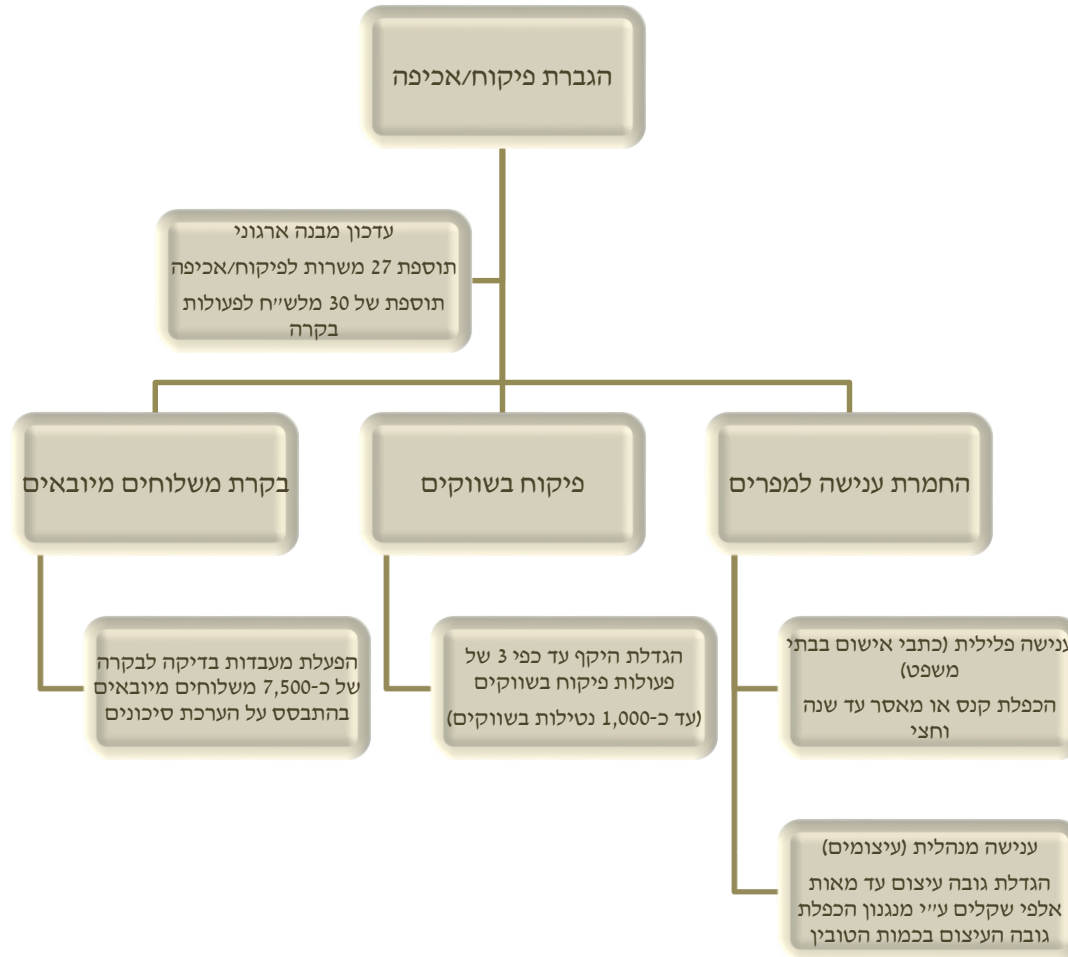 הגברת פיקוח/אכיפה
עדכון מבנה ארגוני
תוספת 27 משרות לפיקוח/אכיפה
תוספת של 30 מלש״ח לפעולות
בקרה
החמרת ענישה למפרים
פיקוח בשווקים
בקרת משלוחים מיובאים
ענישה פלילית (כתבי אישום בבתי
משפט)
הכפלת קנס או מאסר עד שנה
וחצי
הגדלת היקף עד כפי 3 של
פעולות פיקוח בשווקים
(עד כ-1,000 נטילות בשווקים)
הפעלת מעבדות בדיקה לבקרה
של כ-7,500 משלוחים מיובאים
בהתבסס על הערכת סיכונים
ענישה מנהלית (עיצומים)
הגדלת גובה עיצום עד מאות
אלפי שקלים ע״י מנגנון הכפלת
גובה העיצום בכמות הטובין